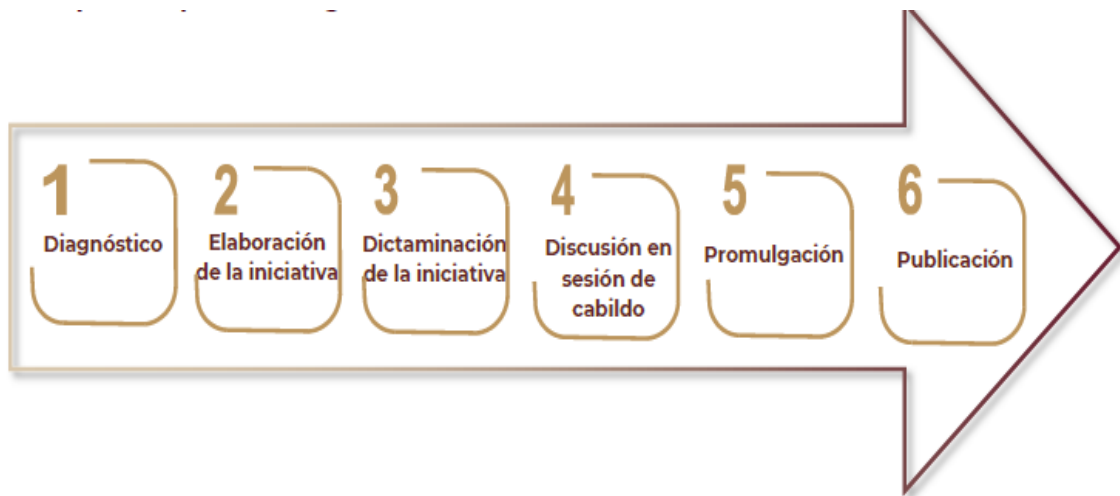 1
Diagnóstico
2
Elaboración
de la iniciativa
3
Dictaminación
de la iniciativa
4
Discusión en
sesión de
cabildo
5
Promulgación
6
Publicación